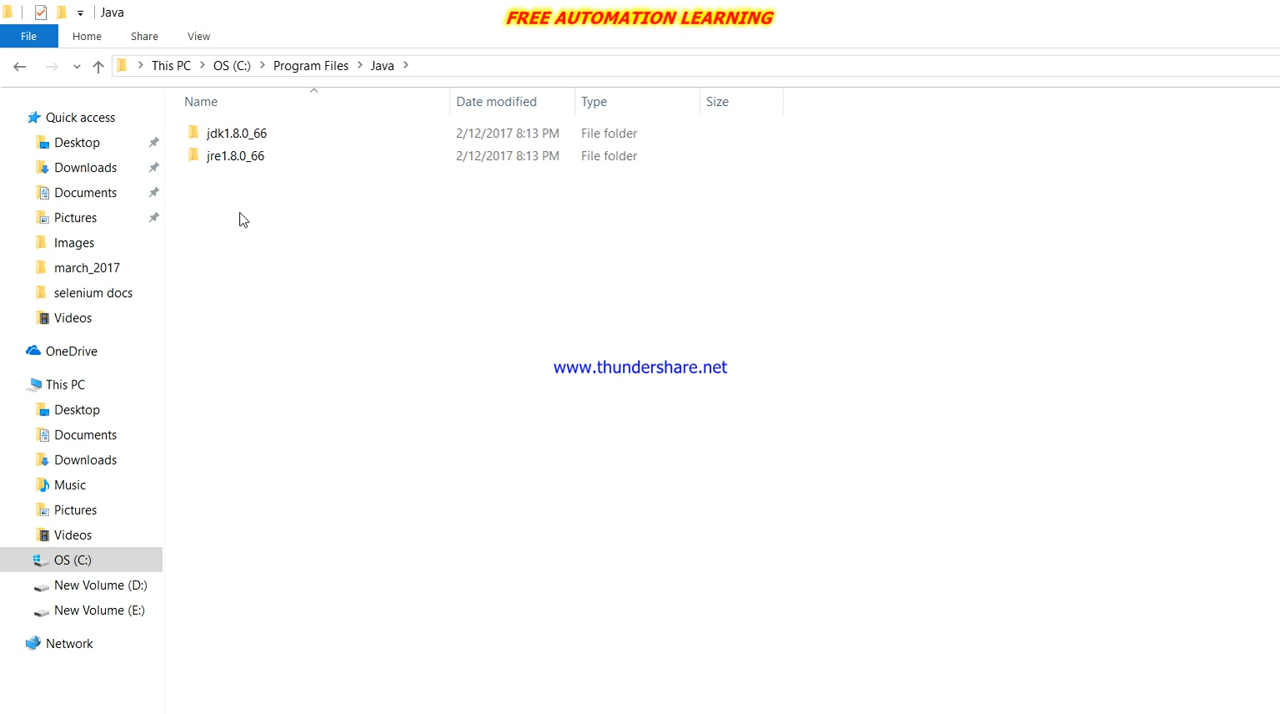 Java
FREE AUTOMATION LEARNING
File Home Share View
This PC OS (C:) Program Files Java
Name Date modified Type Size
jdk1.8.0_66 2/12/2017 8:13 PM File folder
jre1.8.0_66 2/12/2017 8:13 PM File folder
Quick access
Desktop
Downloads
Documents
Pictures
Images
march_2017
selenium docs
Videos
OneDrive
This PC
Desktop
Documents
Downloads
Music
Pictures
Videos
OS (C:)
New Volume (D:)
New Volume (E:)
Network
www.thundershare.net